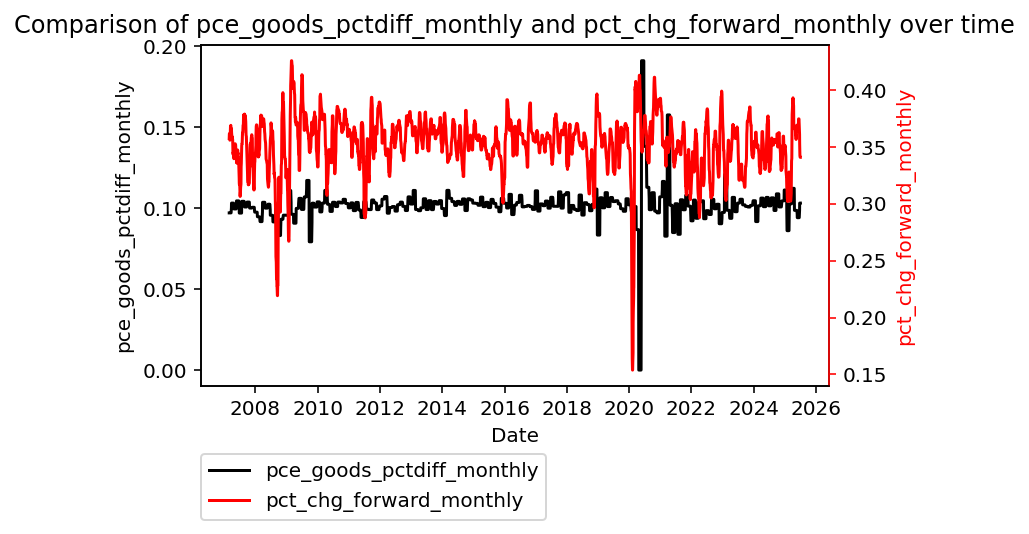 Comparison of pce_goods_pctdiff_monthly and pct_chg_forward_monthly over time
pce_goods_pctdiff_monthly
0.20
0.15
0.10
0.05
0.00
0.40
0.35
0.30
0.25
0.20
0.15
pct_chg_forward_monthly
2008 2010 2012 2014 2016 2018 2020 2022 2024 2026
Date
pce_goods_pctdiff_monthly
pct_chg_forward_monthly